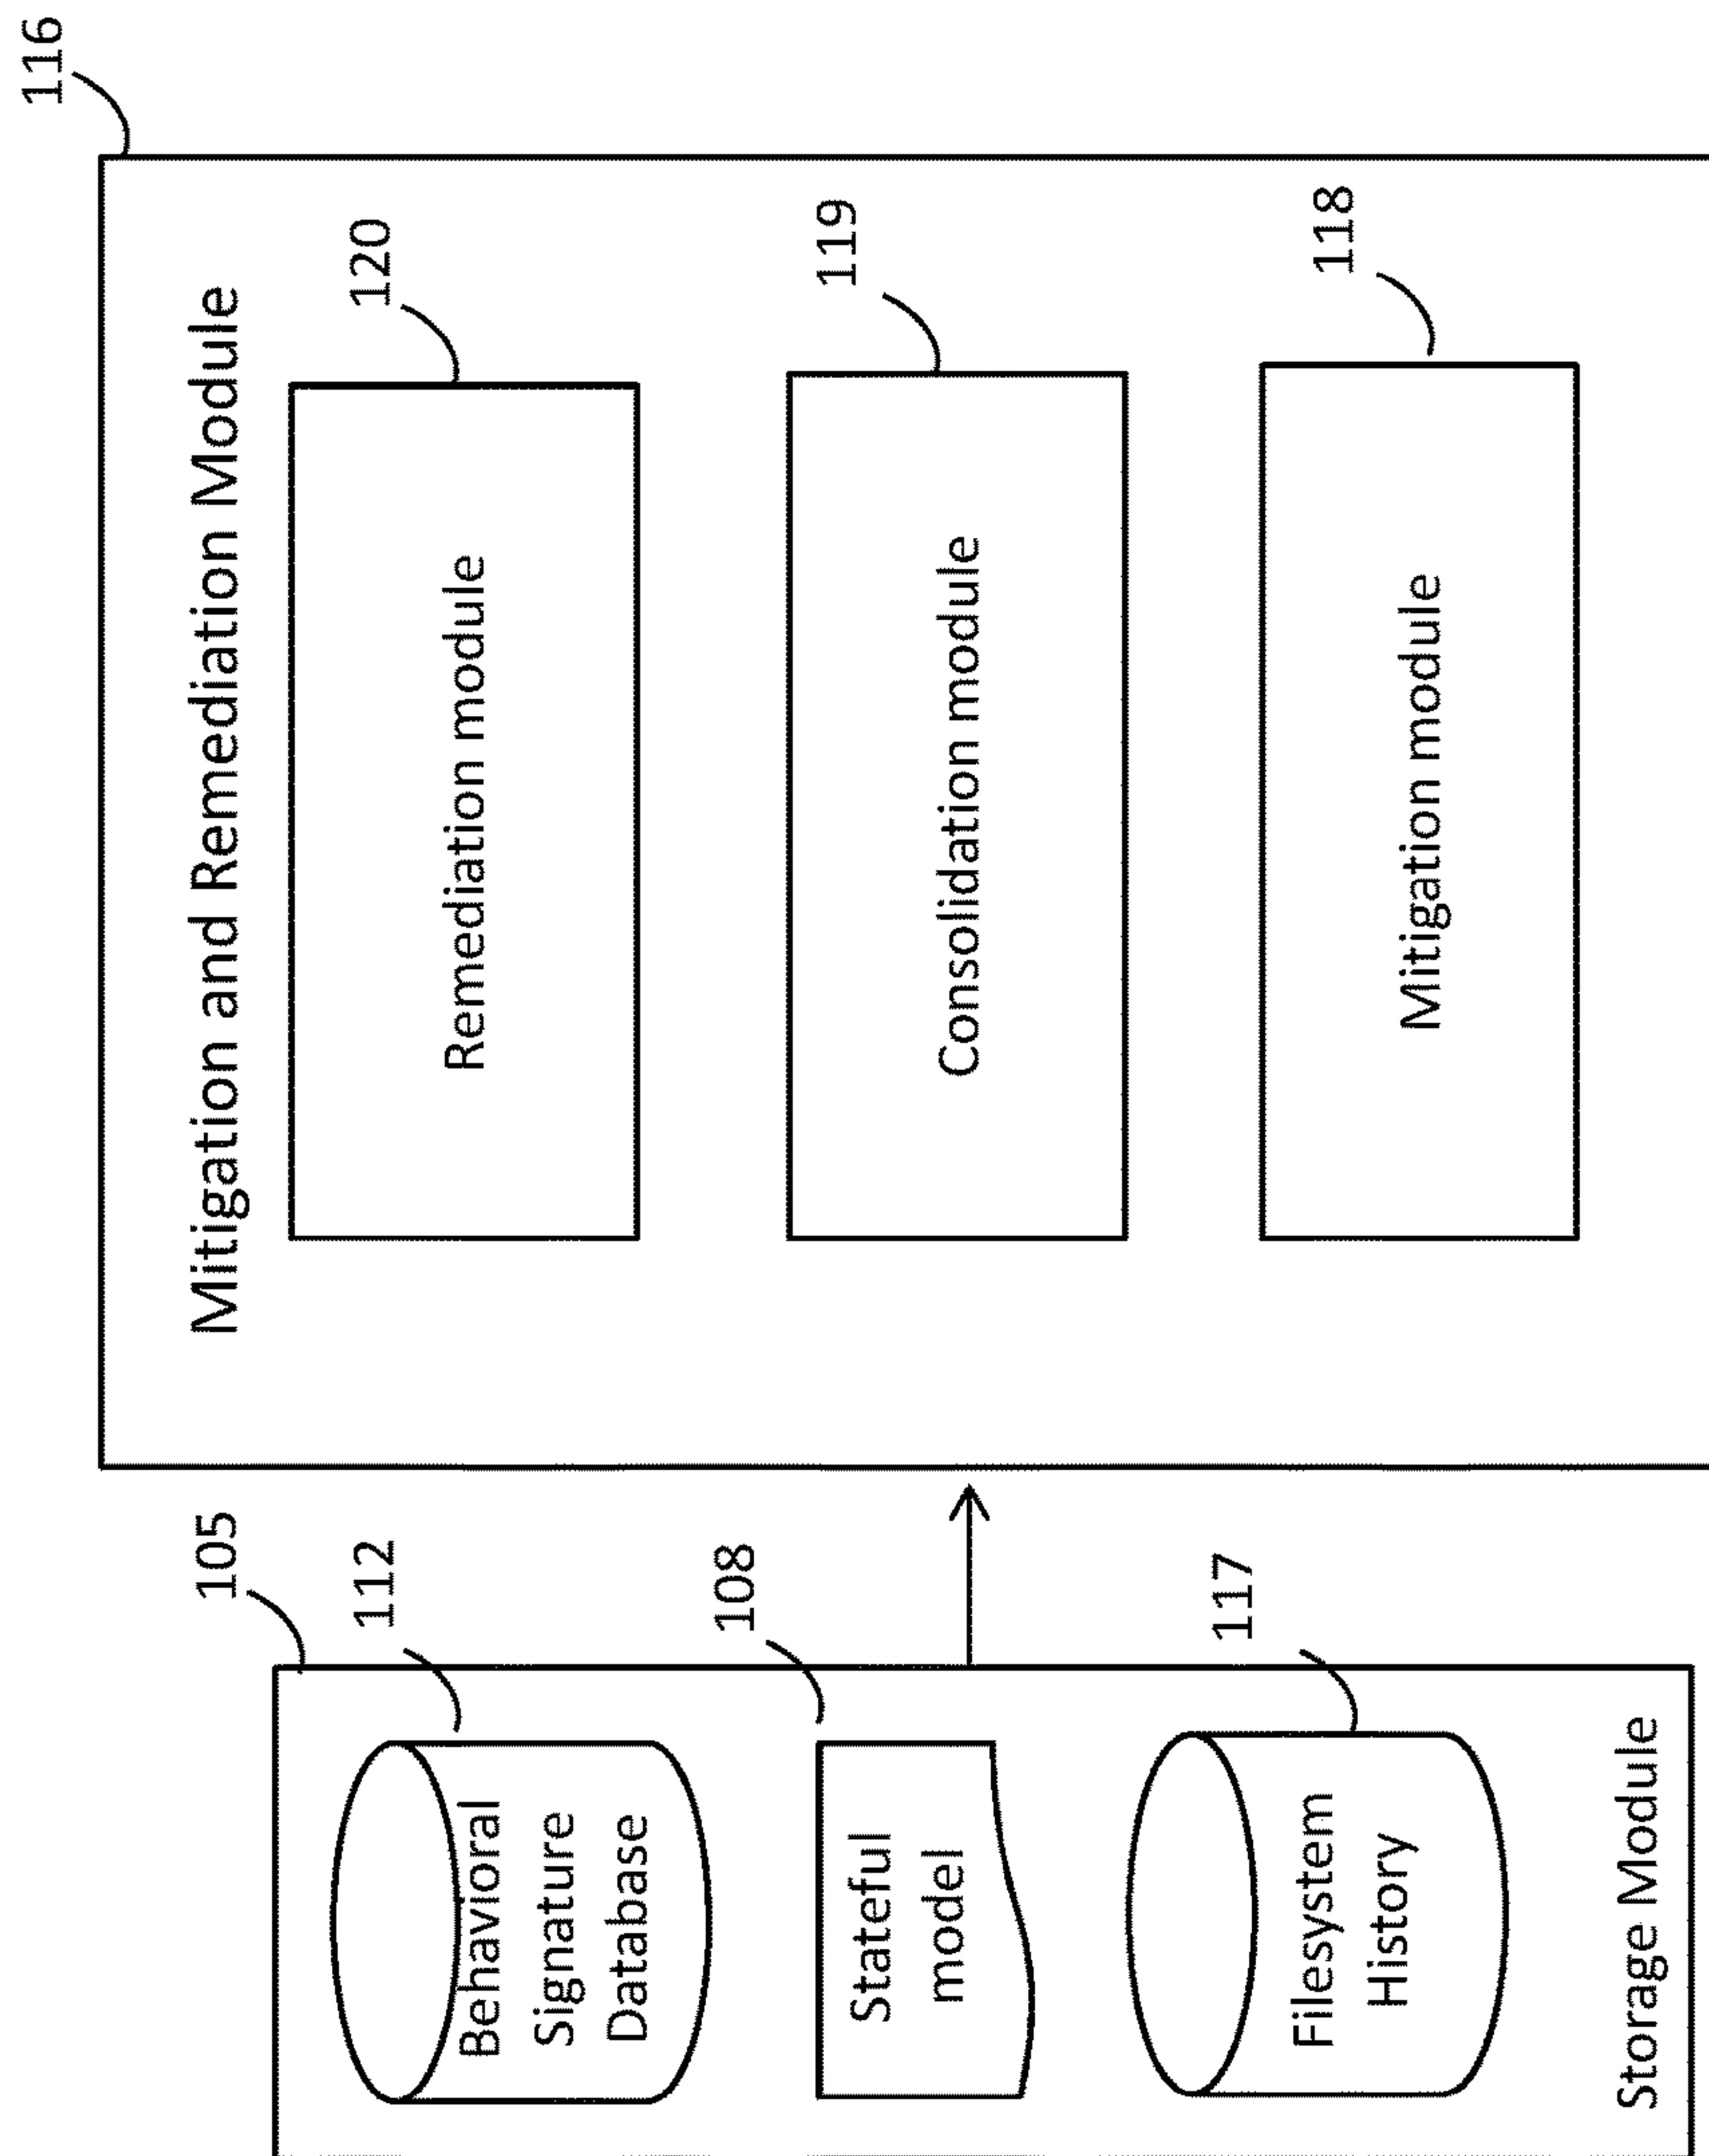 116
Mitigation and Remediation Module
120
Remediation module
119
Consolidation module
118
Mitigation module
105
112
Behavioral
Signature
Database
108
Stateful
model
117
Filesystem
History
Storage Module